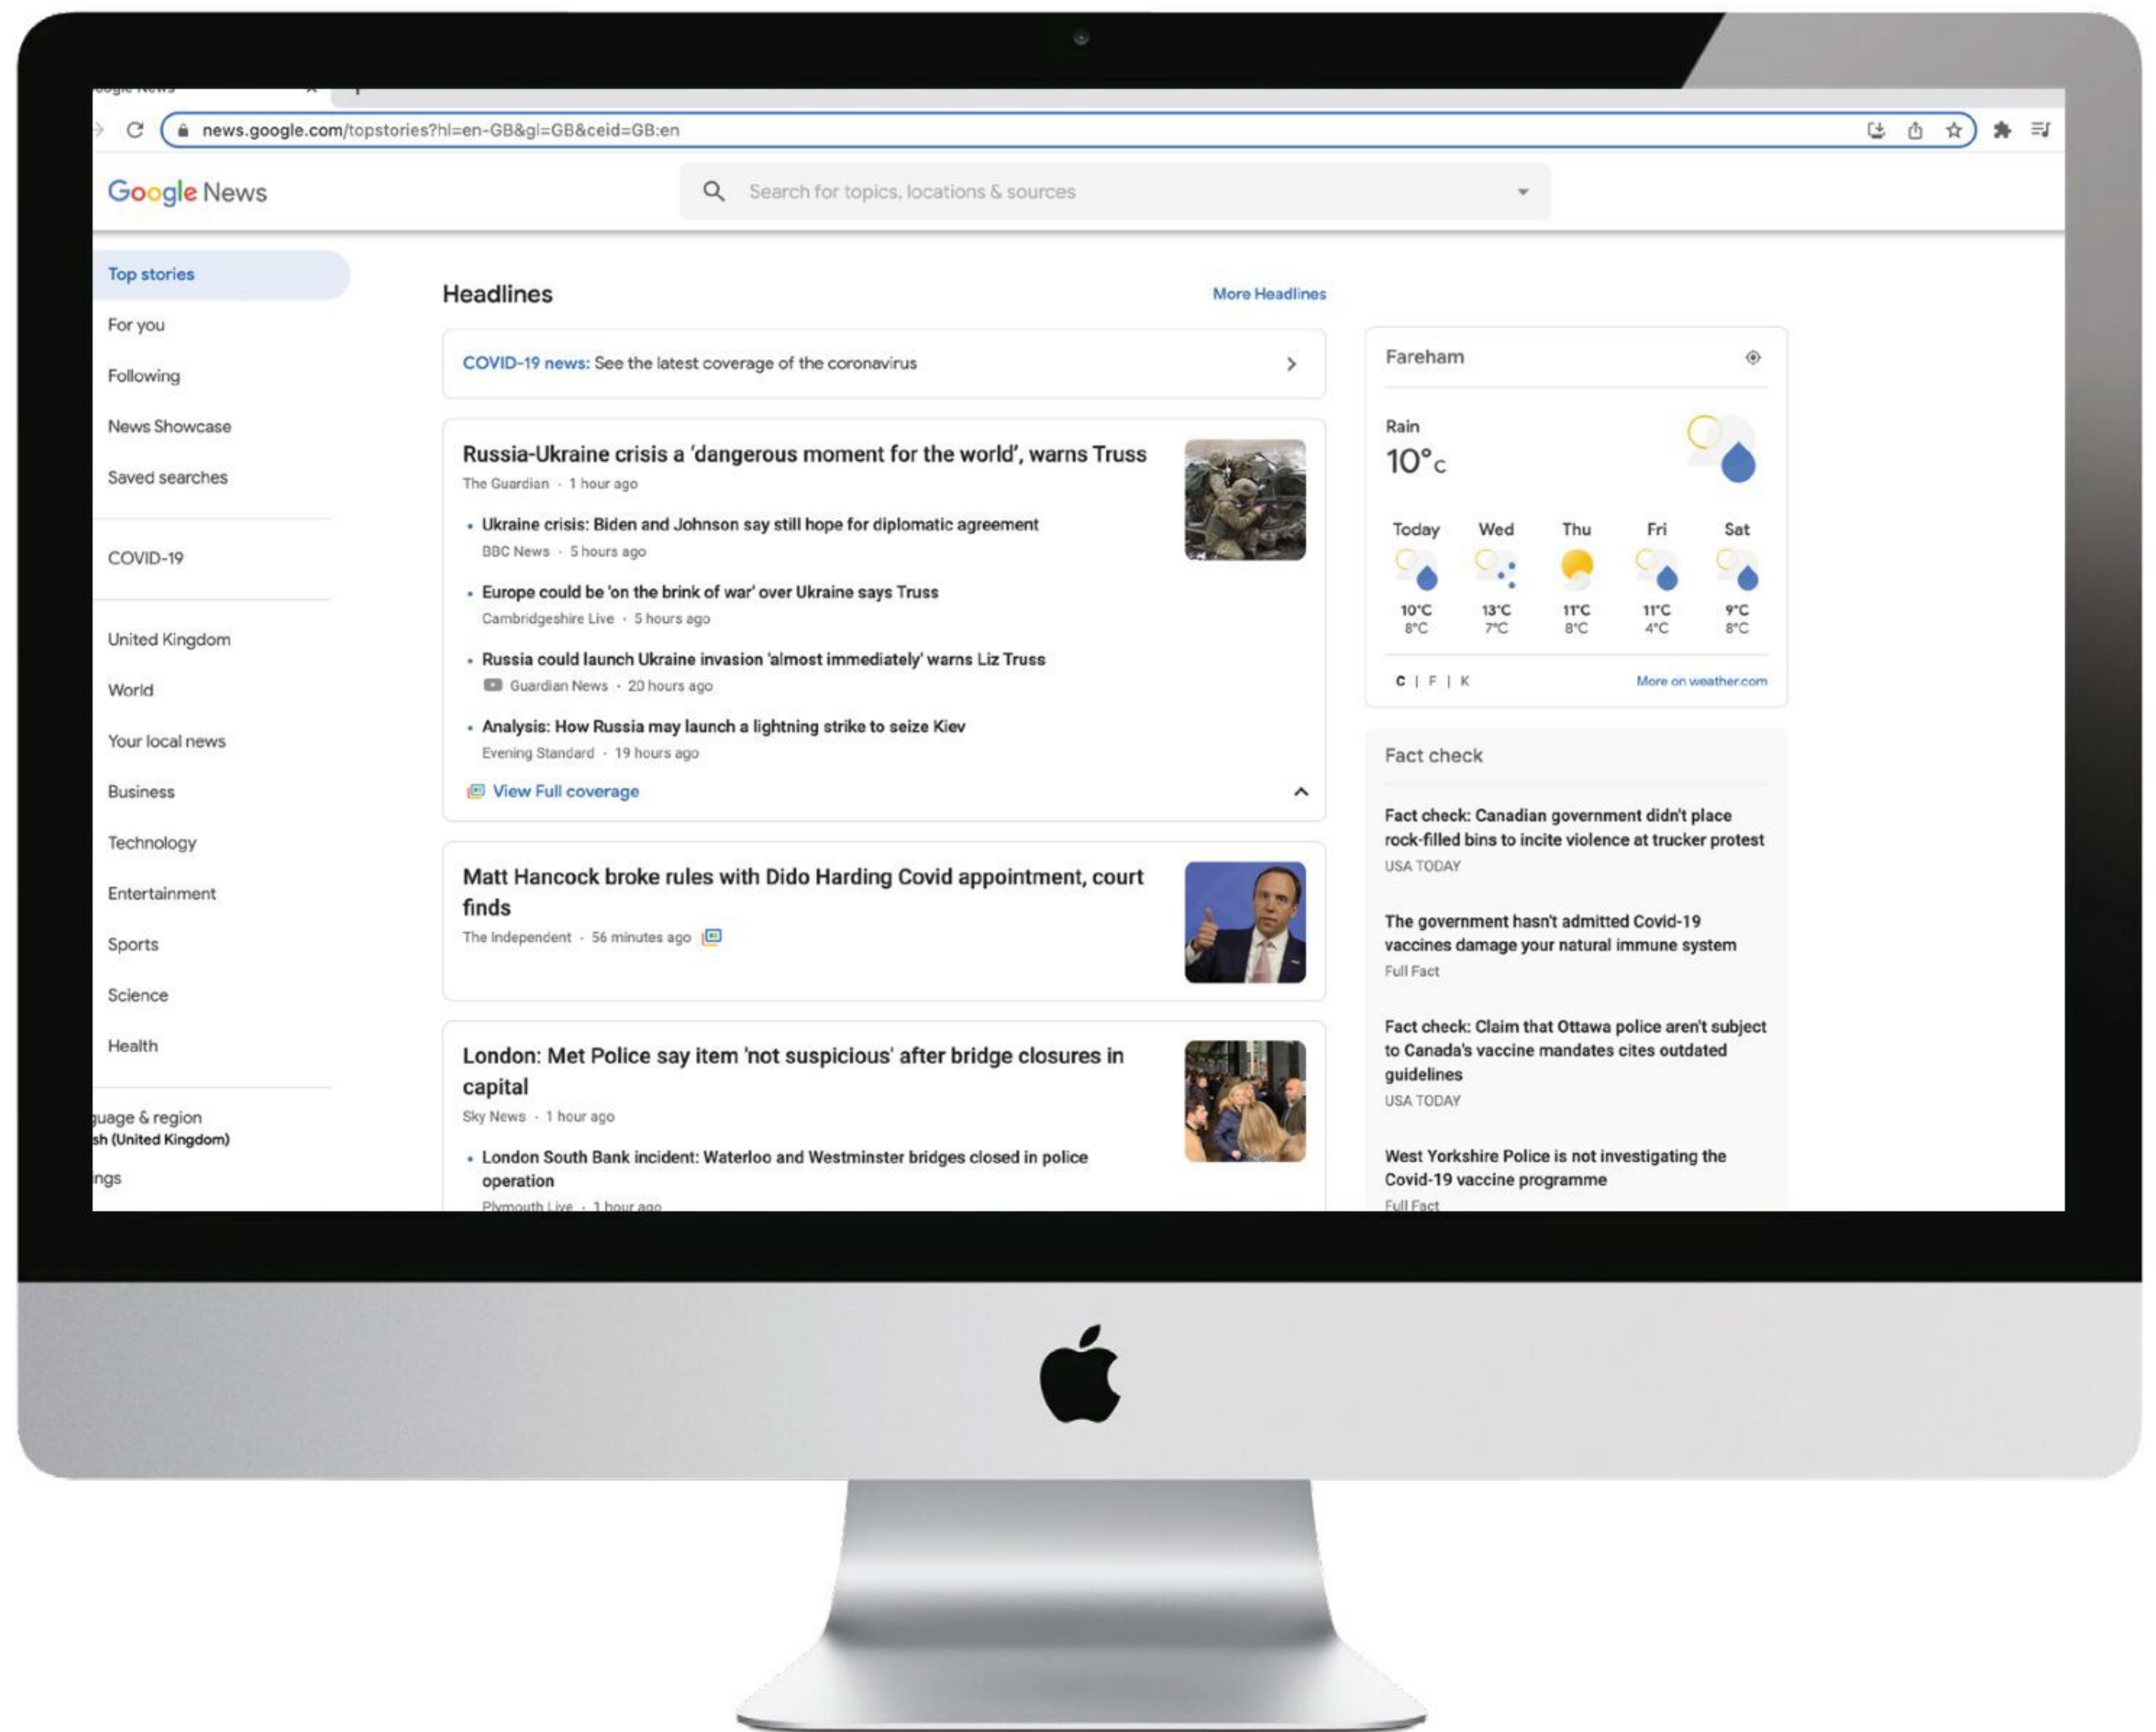 Google News
news.google.com/topstories?hl=en-GB&gl=GB&ceid=GB:en
Google News
Search for topics, locations & sources
Top stories
For you
Following
News Showcase
Saved searches
COVID-19
United Kingdom
World
Your local news
Business
Technology
Entertainment
Sports
Science
Health
guage & region
sh (United Kingdom)
ings
Headlines
More Headlines
COVID-19 news: See the latest coverage of the coronavirus
Russia-Ukraine crisis a ‘dangerous moment for the world’, warns Truss
The Guardian · 1 hour ago
• Ukraine crisis: Biden and Johnson say still hope for diplomatic agreement
BBC News · 5 hours ago
• Europe could be 'on the brink of war' over Ukraine says Truss
Cambridgeshire Live · 5 hours ago
• Russia could launch Ukraine invasion 'almost immediately' warns Liz Truss
Guardian News · 20 hours ago
• Analysis: How Russia may launch a lightning strike to seize Kiev
Evening Standard · 19 hours ago
View Full coverage
Matt Hancock broke rules with Dido Harding Covid appointment, court
finds
The Independent · 56 minutes ago
London: Met Police say item 'not suspicious' after bridge closures in
capital
Sky News · 1 hour ago
• London South Bank incident: Waterloo and Westminster bridges closed in police
operation
Plymouth Live · 1 hour ago
Fareham
Rain
10°C
Today Wed Thu Fri Sat
10°C 13°C 11°C 11°C 9°C
8°C 7°C 8°C 4°C 8°C
C | F | K
More on weather.com
Fact check
Fact check: Canadian government didn't place
rock-filled bins to incite violence at trucker protest
USA TODAY
The government hasn't admitted Covid-19
vaccines damage your natural immune system
Full Fact
Fact check: Claim that Ottawa police aren't subject
to Canada's vaccine mandates cites outdated
guidelines
USA TODAY
West Yorkshire Police is not investigating the
Covid-19 vaccine programme
Full Fact